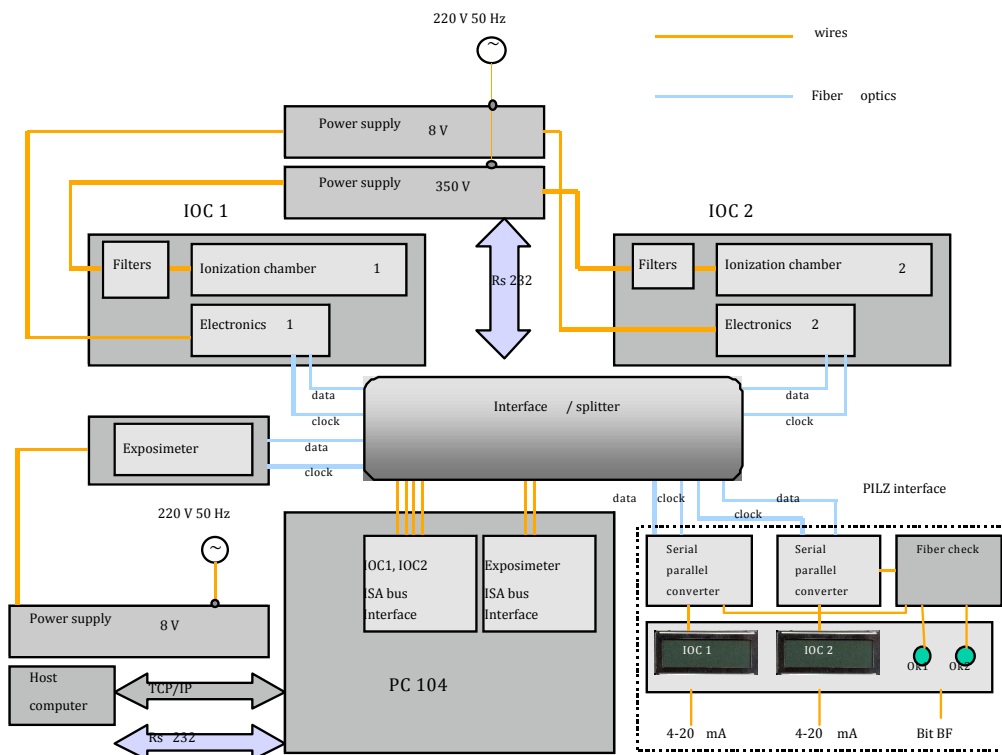 220 V 50 Hz
wires
Fiber optics
Power supply 8 V
Power supply 350 V
IOC 1
IOC 2
Filters
Ionization chamber 1
Rs 232
Filters
Ionization chamber 2
Electronics 1
Electronics 2
data
clock
Interface / splitter
data
clock
Exposimeter
data
clock
PILZ interface
data
clock
data
clock
220 V 50 Hz
IOC1, IOC2
ISA bus
Interface
Exposimeter
ISA bus
Interface
Serial
parallel
converter
Serial
parallel
converter
Fiber check
Power supply 8 V
IOC 1
IOC 2
Ok1
Ok2
Host
computer
TCP/IP
PC 104
Rs 232
4-20 mA
4-20 mA
Bit BF